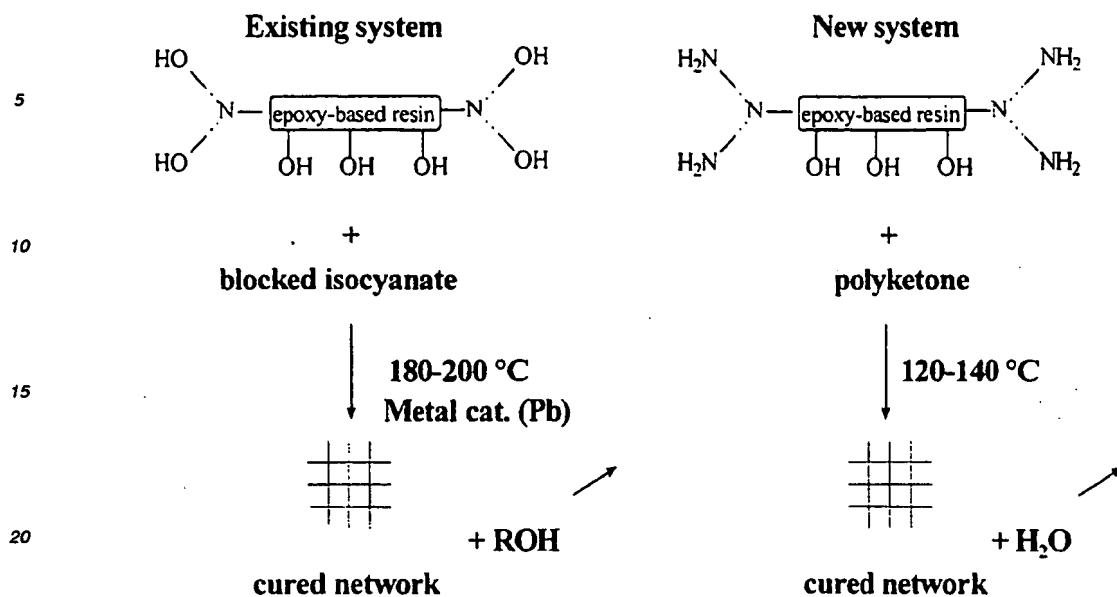 Existing system
HO
OH
5
N
epoxy-based resin
N
HO
OH
OH
OH
OH
10
+
blocked isocyanate
15
180-200 °C
Metal cat. (Pb)
20
+ ROH
cured network
New system
H₂N
NH₂
N
epoxy-based resin
N
H₂N
NH₂
OH
OH
OH
+
polyketone
120-140 °C
+ H₂O
cured network